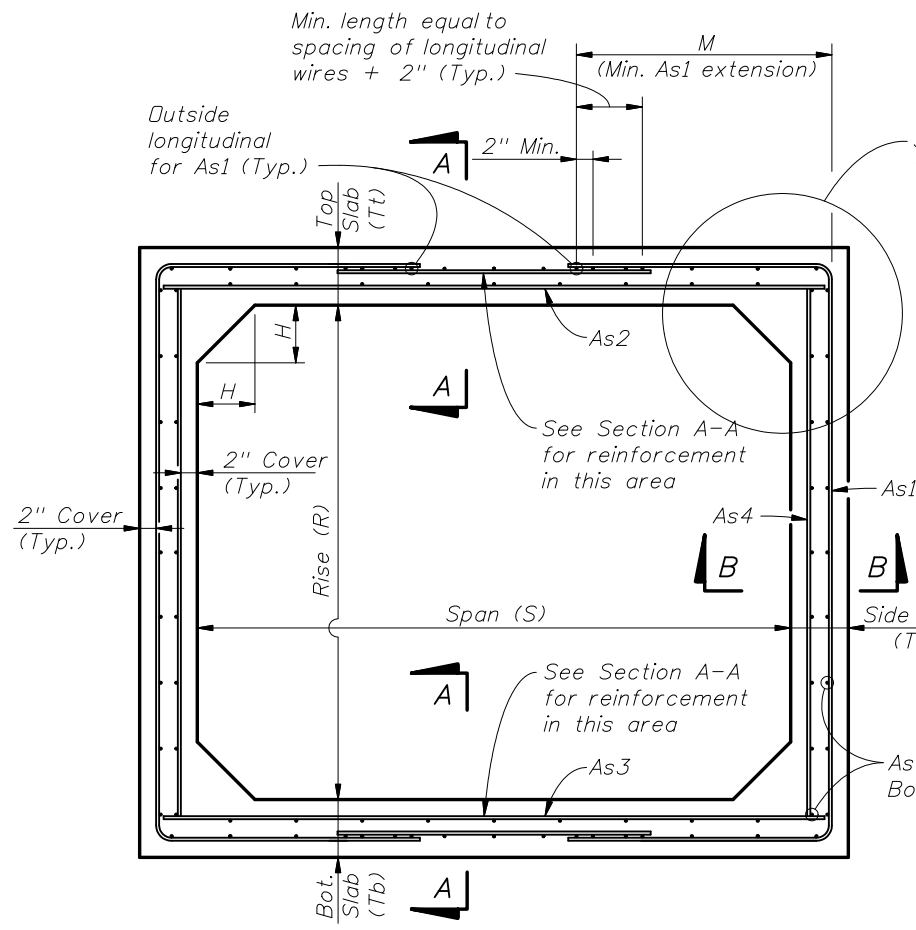 Min. length equal to
spacing of longitudinal
wires + 2" (Typ.)
M
(Min. As1 extension)
Outside
longitudinal
for As1 (Typ.)
A
2" Min.
Top
Slab
(Tt)
H
As2
H
A
See Section A-A
for reinforcement
in this area
2" Cover
(Typ.)
As1
2" Cover
(Typ.)
As4
Rise (R)
B
B
Span (S)
Side
(T
See Section A-A
for reinforcement
in this area
A
As3
As
Bo
Bot.
Slab
(Tb)
A